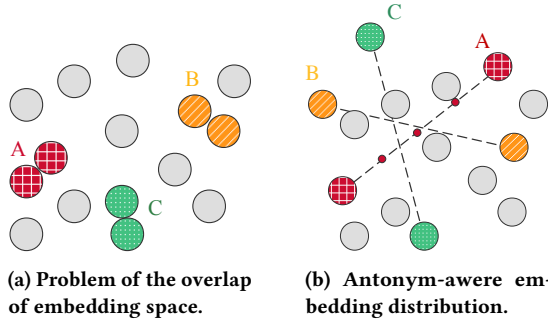 C
A
B
B
A
C
(a) Problem of the overlap
of embedding space.
(b) Antonym-awere em-
bedding distribution.